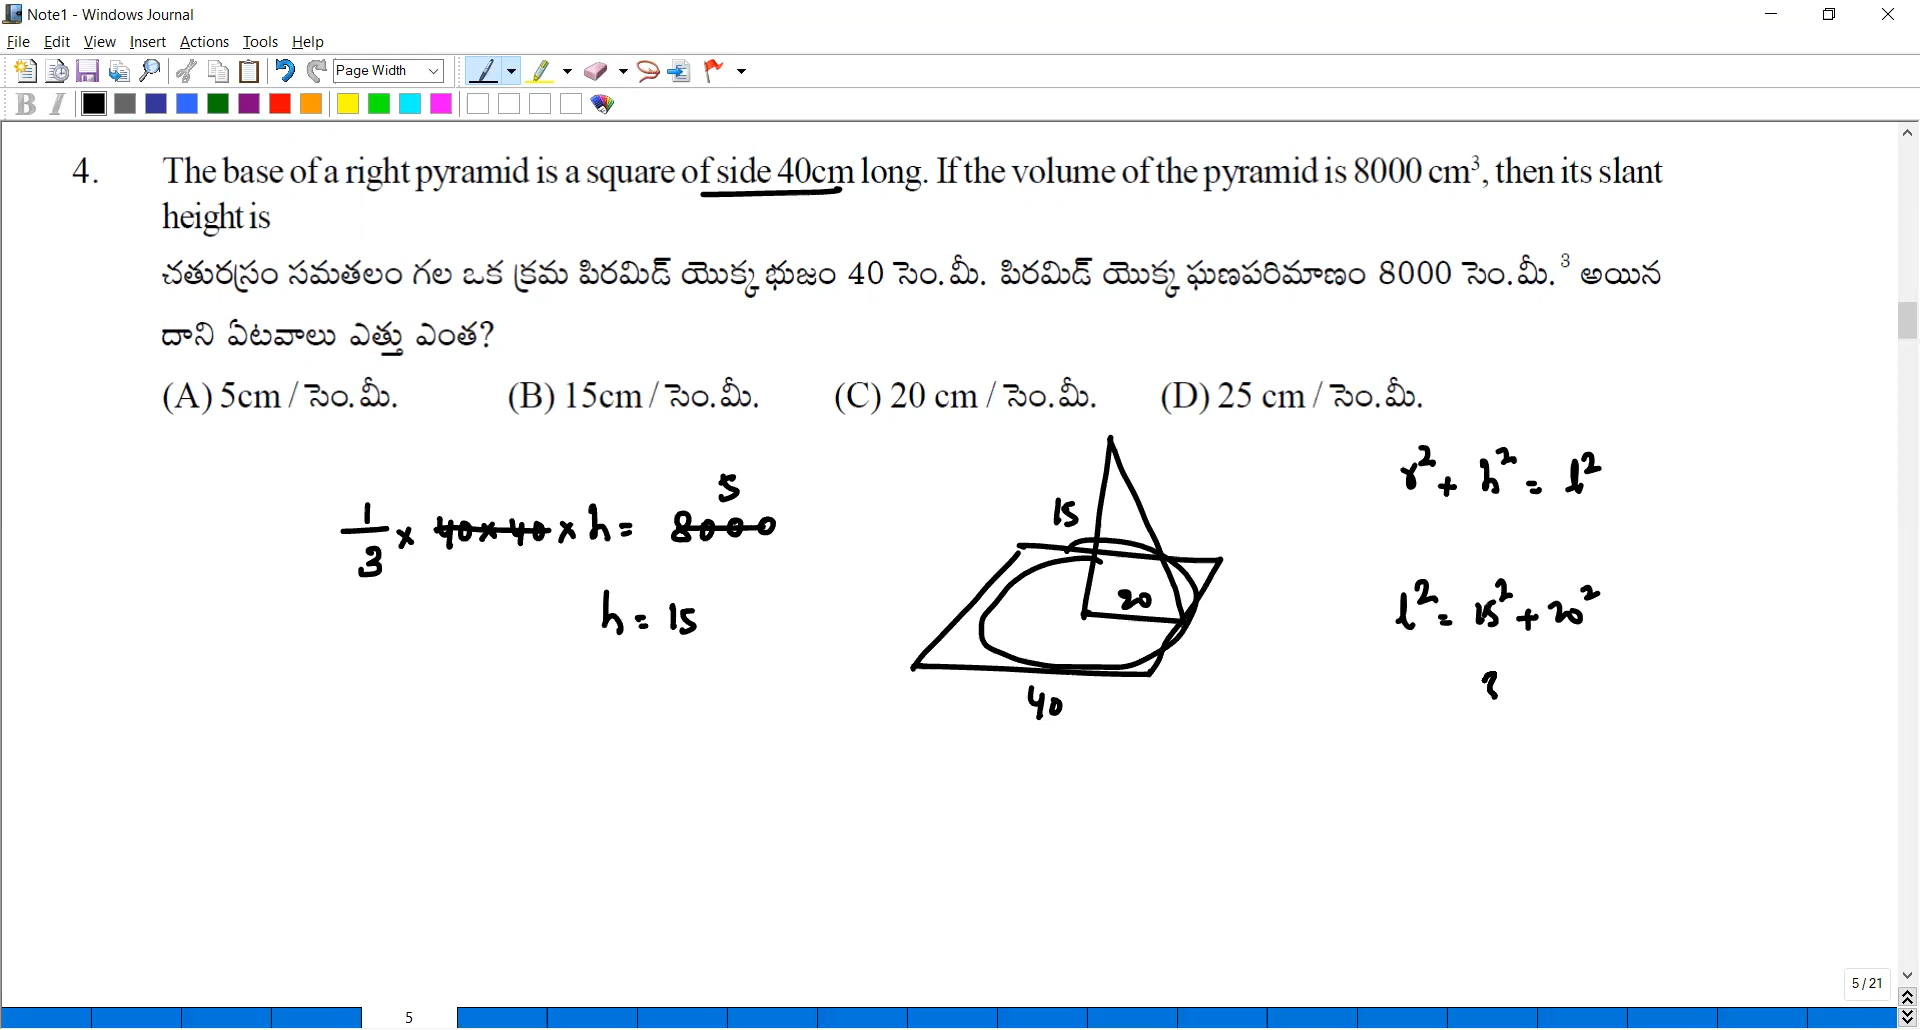 Note1 - Windows Journal
File Edit View Insert Actions Tools Help
Page Width
B I
4. The base of a right pyramid is a square of side 40cm long. If the volume of the pyramid is 8000 cm³, then its slant
height is
చతురస్రం సమతలం గల ఒక క్రమ పిరమిడ్ యొక్క భుజం 40 సెం.మీ. పిరమిడ్ యొక్క ఘణపరిమాణం 8000 సెం.మీ.³ అయిన
దాని ఏటవాలు ఎత్తు ఎంత?
(A) 5cm / సెం.మీ. (B) 15cm / సెం.మీ. (C) 20 cm / సెం.మీ. (D) 25 cm / సెం.మీ.
r² + h² = l²
5
1/3 × 40×40 × h = 8000
15
20
h = 15
l² = 15² + 20²
40
5 / 21
5